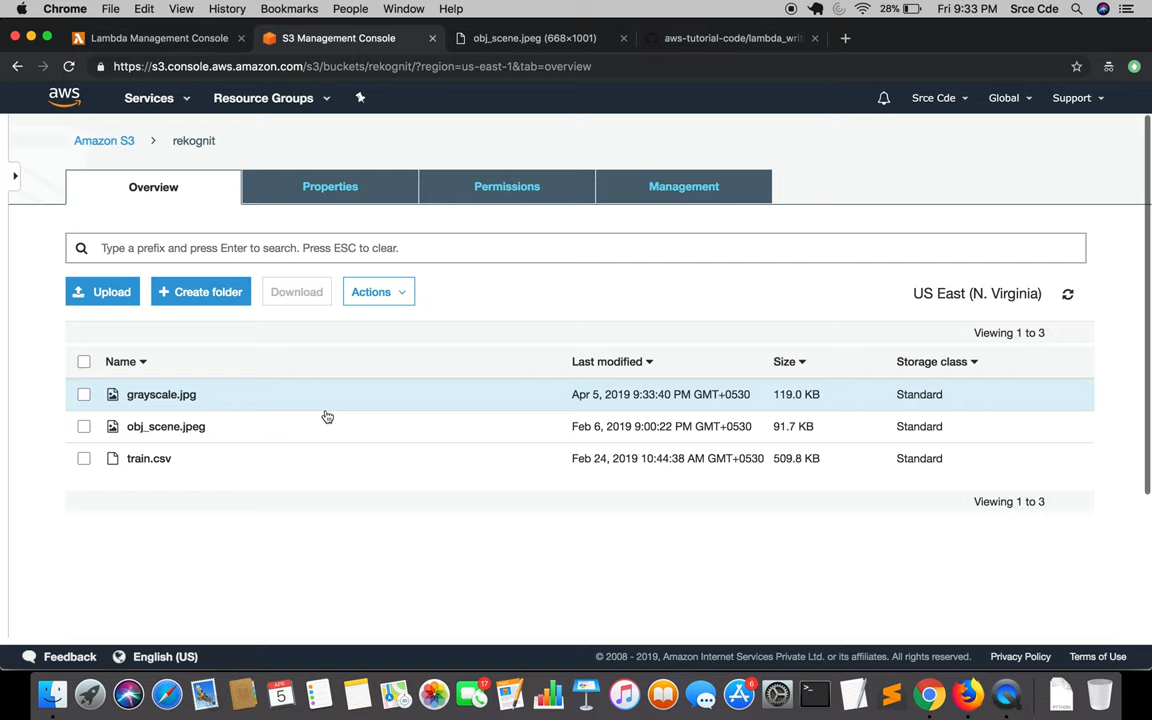 Chrome File Edit View History Bookmarks People Window Help 28% Fri 9:33 PM Srce Cde
Lambda Management Console S3 Management Console obj_scene.jpeg (668×1001) aws-tutorial-code/lambda_writ
https://s3.console.aws.amazon.com/s3/buckets/rekognit/?region=us-east-1&tab=overview
aws Services Resource Groups Srce Cde Global Support
Amazon S3 > rekognit
Overview Properties Permissions Management
Type a prefix and press Enter to search. Press ESC to clear.
Upload + Create folder Download Actions US East (N. Virginia)
Viewing 1 to 3
Name Last modified Size Storage class
grayscale.jpg Apr 5, 2019 9:33:40 PM GMT+0530 119.0 KB Standard
obj_scene.jpeg Feb 6, 2019 9:00:22 PM GMT+0530 91.7 KB Standard
train.csv Feb 24, 2019 10:44:38 AM GMT+0530 509.8 KB Standard
Viewing 1 to 3
Feedback English (US) © 2008 - 2019, Amazon Internet Services Private Ltd. or its affiliates. All rights reserved. Privacy Policy Terms of Use
17
5
6